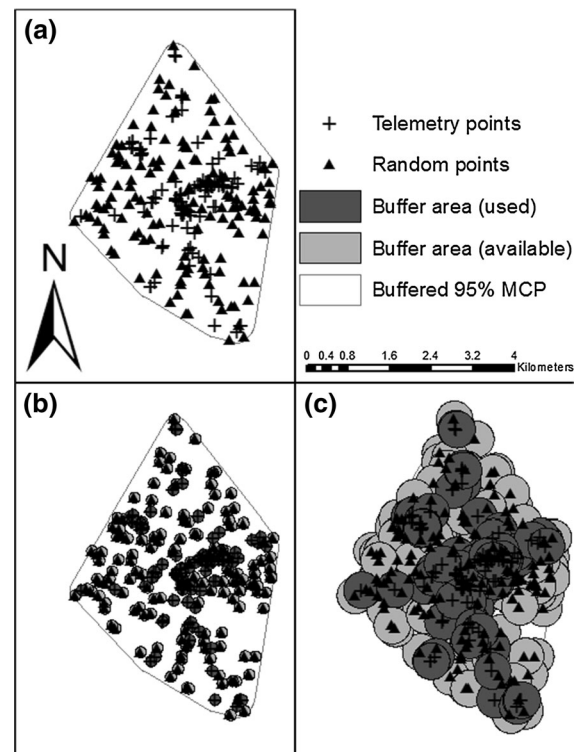 (a)
Telemetry points
Random points
Buffer area (used)
Buffer area (available)
Buffered 95% MCP
N
0 0.4 0.8 1.6 2.4 3.2 4
Kilometers
(b)
(c)